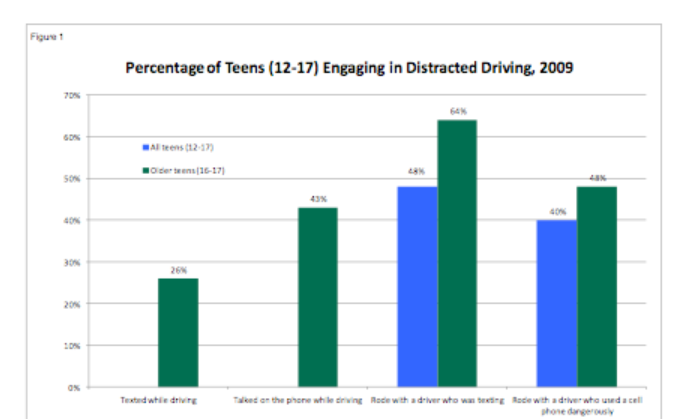 Figure 1
Percentage of Teens (12-17) Engaging in Distracted Driving, 2009
70%
60%
50%
40%
30%
20%
10%
0%
All teens (12-17)
Older teens (16-17)
26%
43%
48%
64%
40%
48%
Texted while driving
Talked on the phone while driving
Rode with a driver who was texting
Rode with a driver who used a cell
phone dangerously